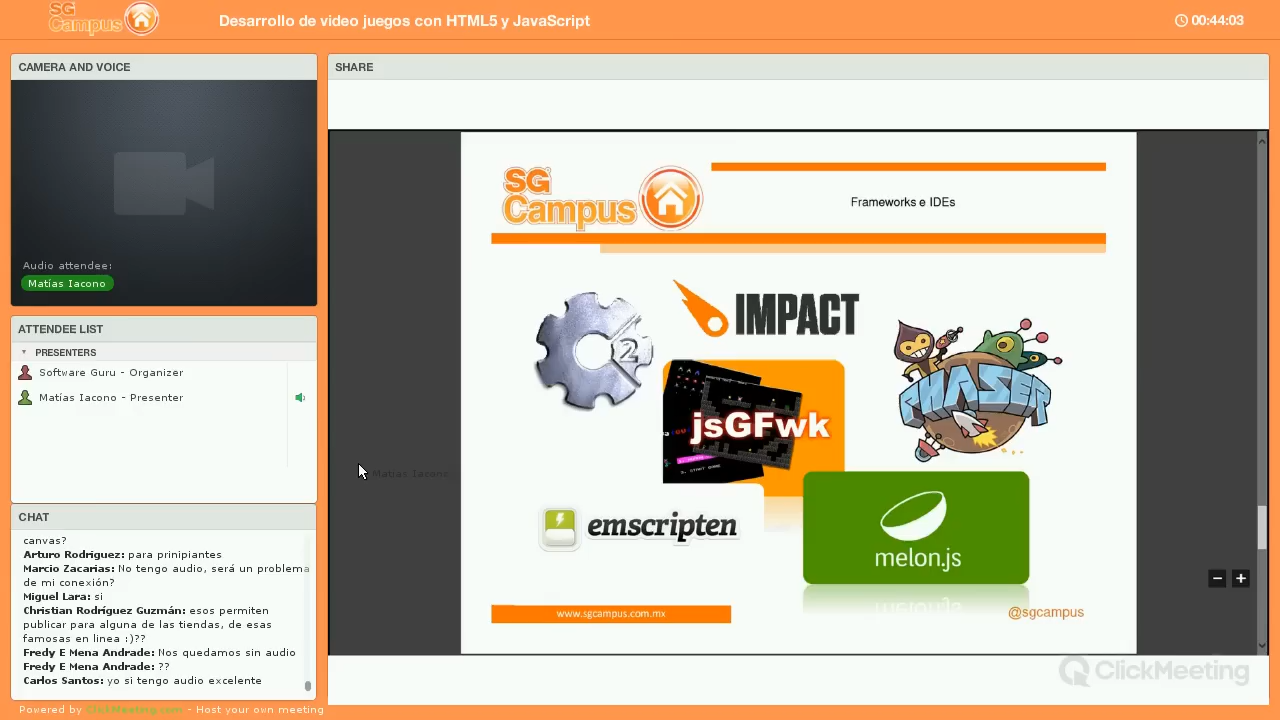 SG
Campus
Desarrollo de video juegos con HTML5 y JavaScript
00:44:03
CAMERA AND VOICE
Audio attendee:
Matías Iacono
ATTENDEE LIST
PRESENTERS
Software Guru - Organizer
Matías Iacono - Presenter
CHAT
canvas?
Arturo Rodriguez: para prinipiantes
Marcio Zacarias: No tengo audio, será un problema
de mi conexión?
Miguel Lara: si
Christian Rodríguez Guzmán: esos permiten
publicar para alguna de las tiendas, de esas
famosas en linea :)??
Fredy E Mena Andrade: Nos quedamos sin audio
Fredy E Mena Andrade: ??
Carlos Santos: yo si tengo audio excelente
Powered by ClickMeeting.com - Host your own meeting
SHARE
SG
Campus
Frameworks e IDEs
2
IMPACT
PHASER
jsGFwk
Matías Iacono
emscripten
melon.js
www.sgcampus.com.mx
@sgcampus
ClickMeeting